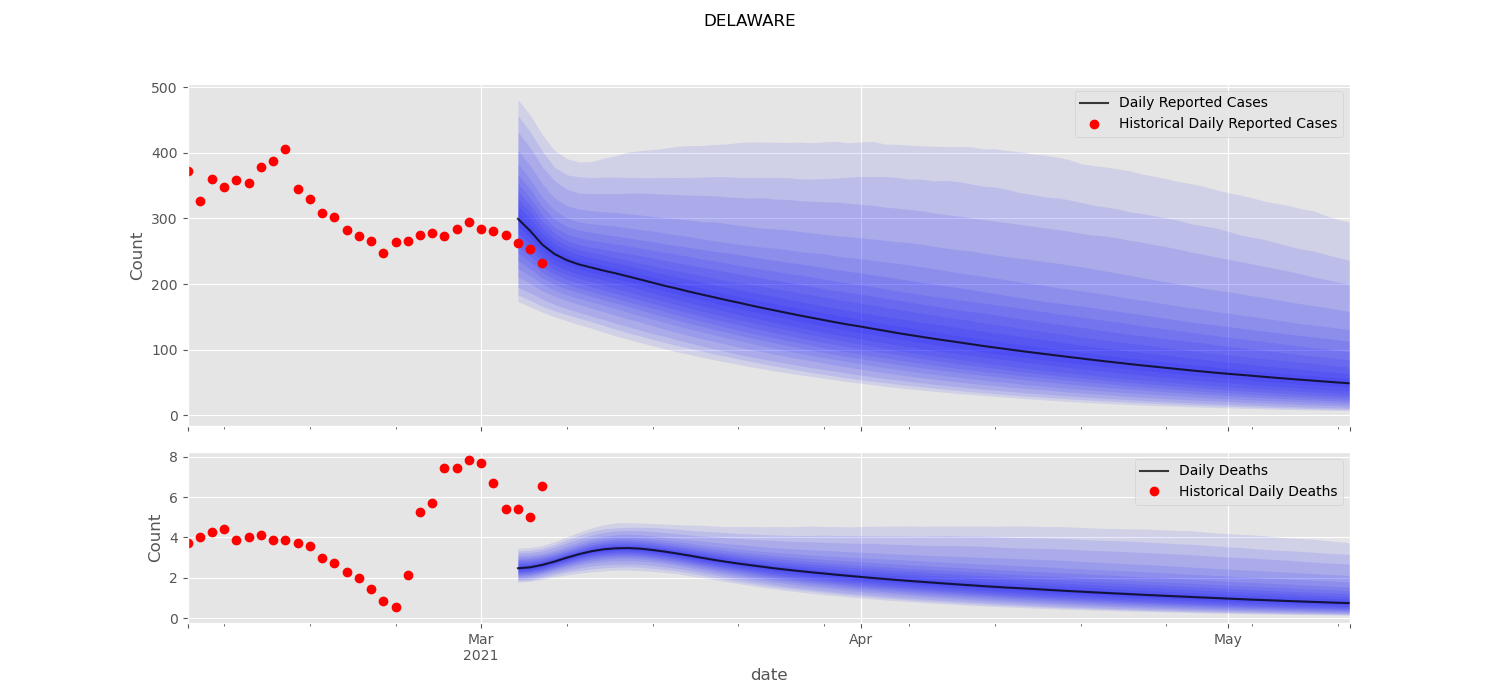 DELAWARE
500
400
300
200
100
0
Count
Daily Reported Cases
Historical Daily Reported Cases
8
6
4
2
0
Count
Daily Deaths
Historical Daily Deaths
Mar
2021
Apr
May
date